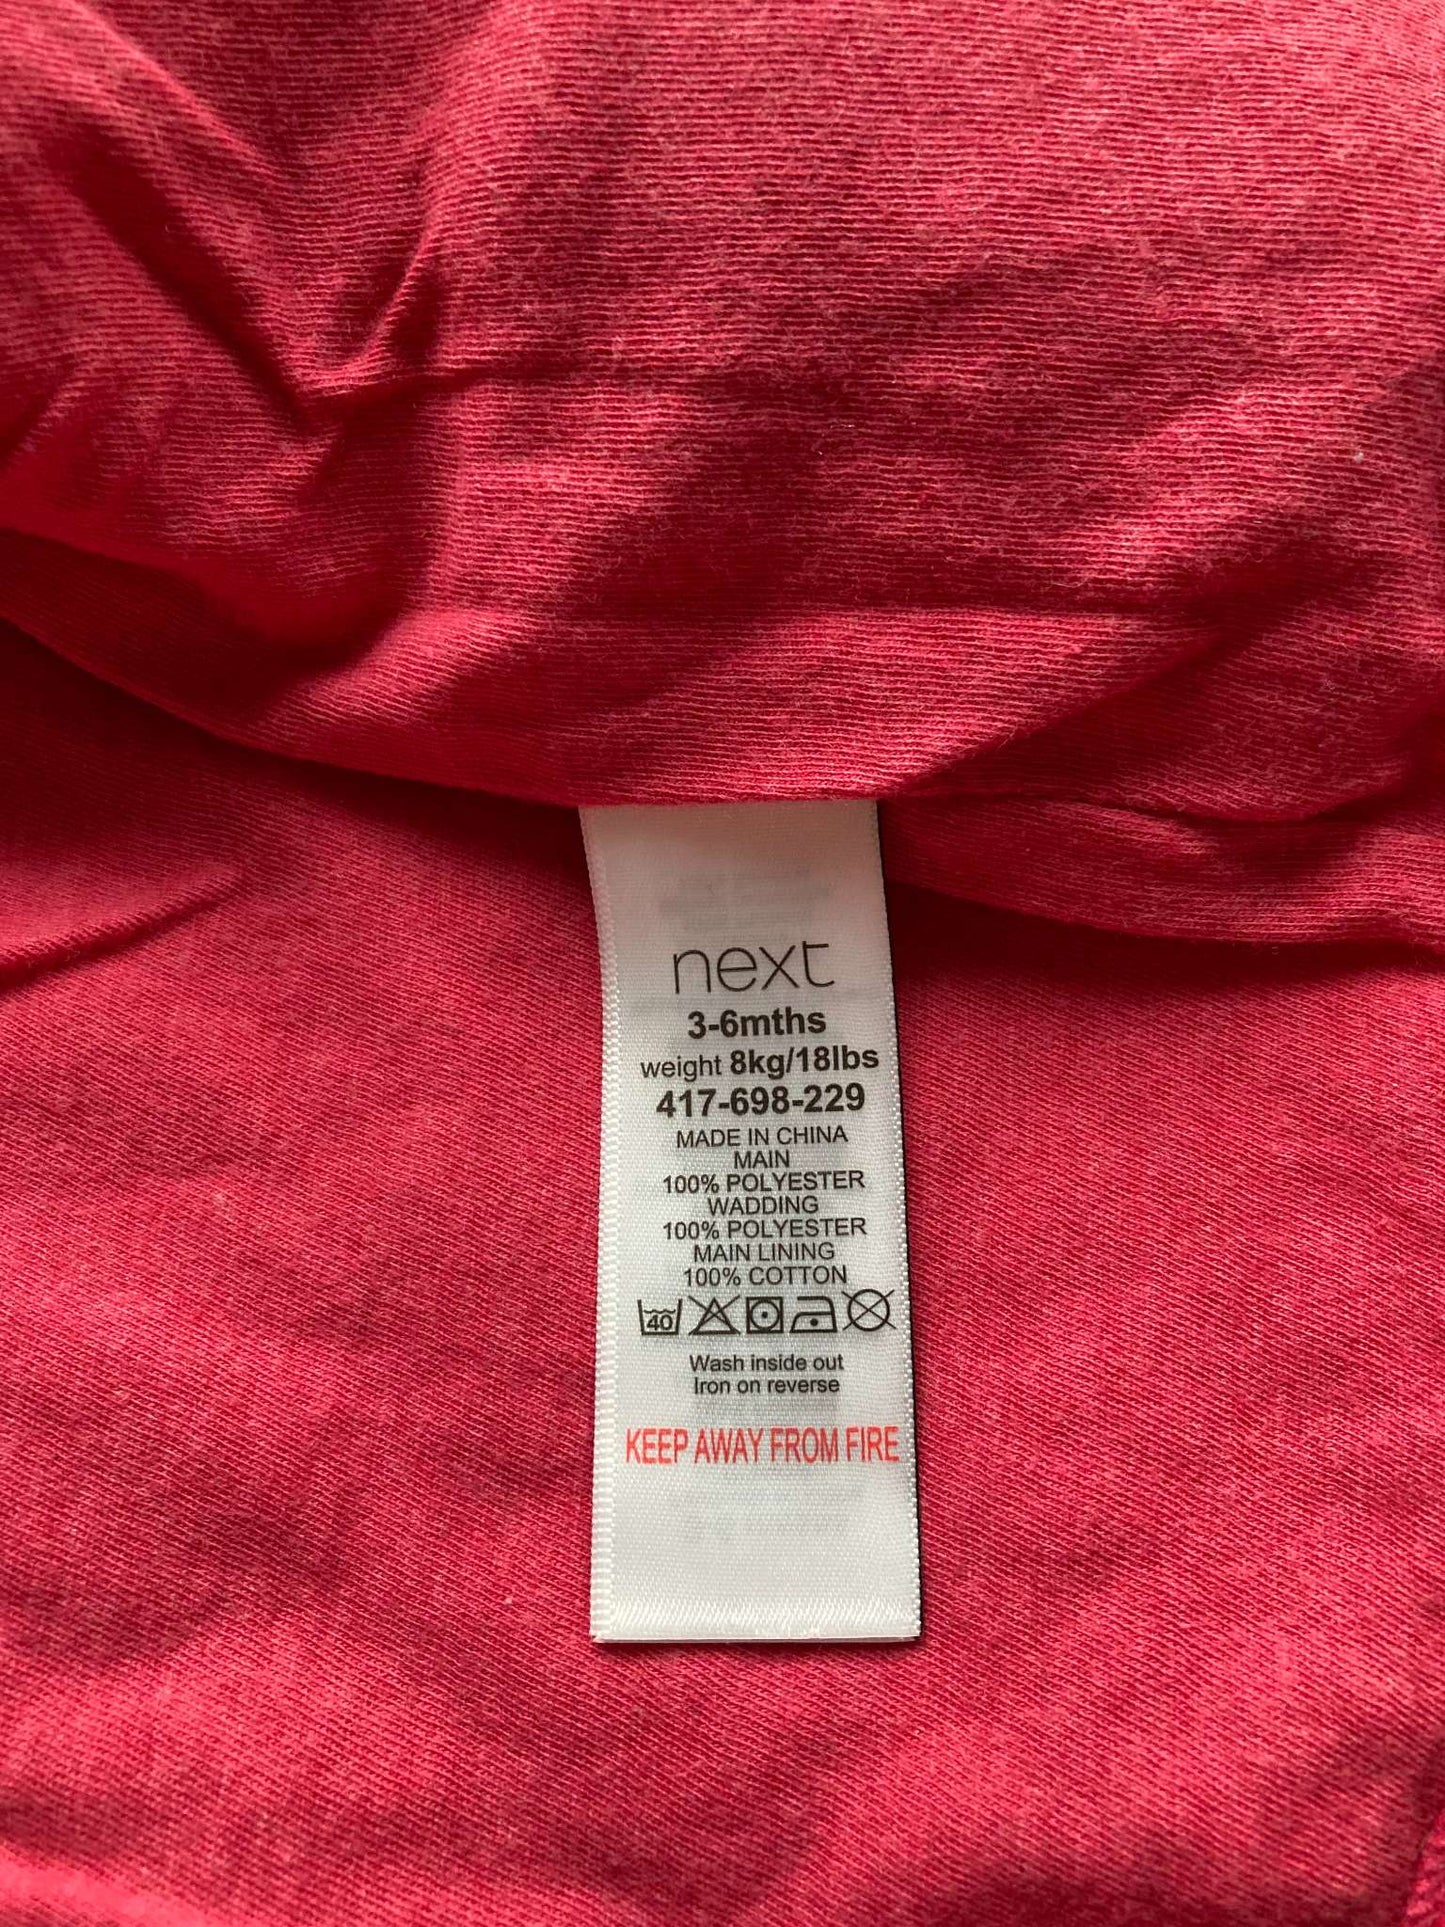 next
3-6mths
weight 8kg/18lbs
417-698-229
MADE IN CHINA
MAIN
100% POLYESTER
WADDING
100% POLYESTER
MAIN LINING
100% COTTON
40
Wash inside out
Iron on reverse
KEEP AWAY FROM FIRE